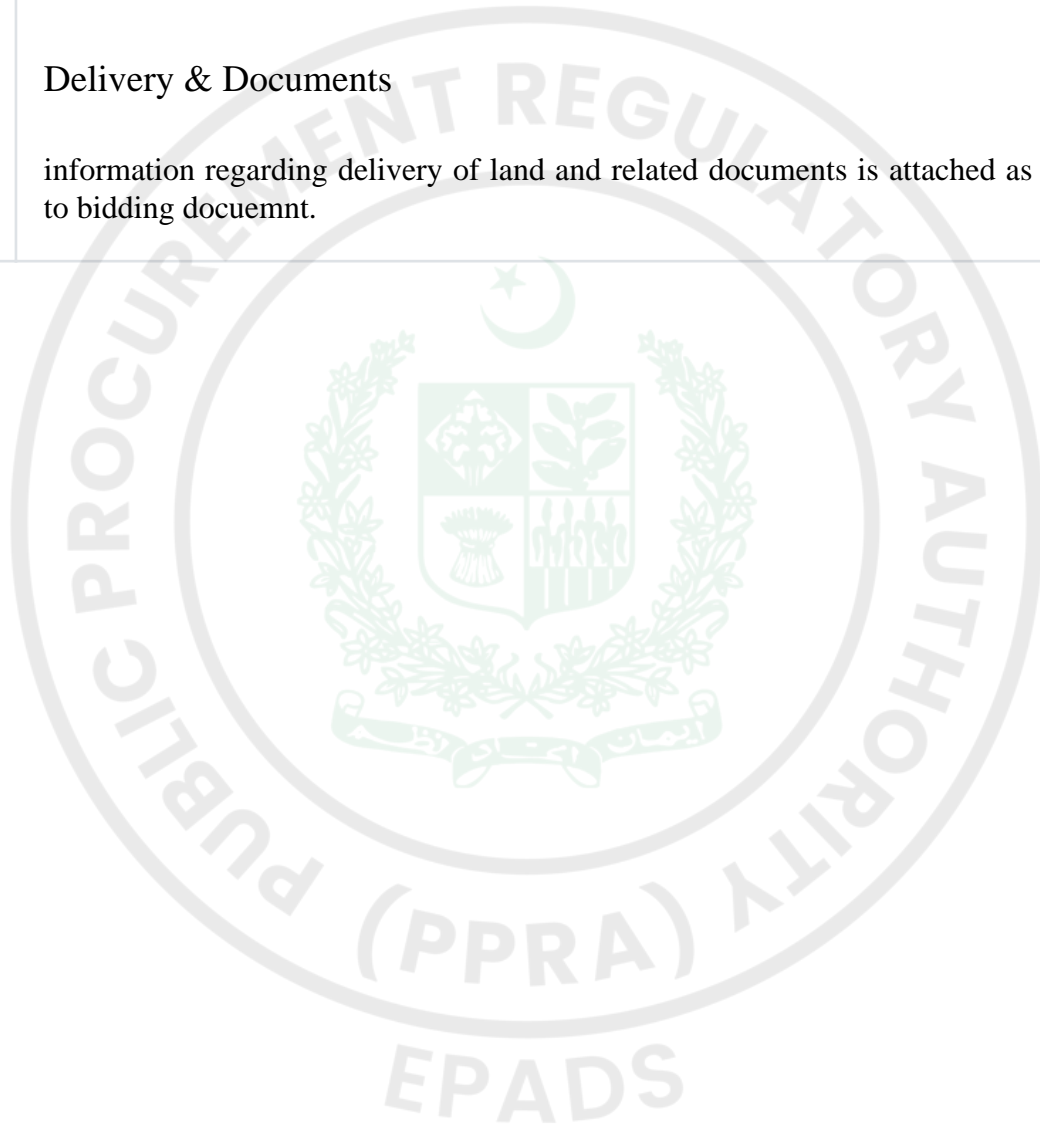 Delivery & Documents
information regarding delivery of land and related documents is attached as
to bidding docuemnt.
PUBLIC PROCUREMENT REGULATORY AUTHORITY
(PPRA)
EPADS